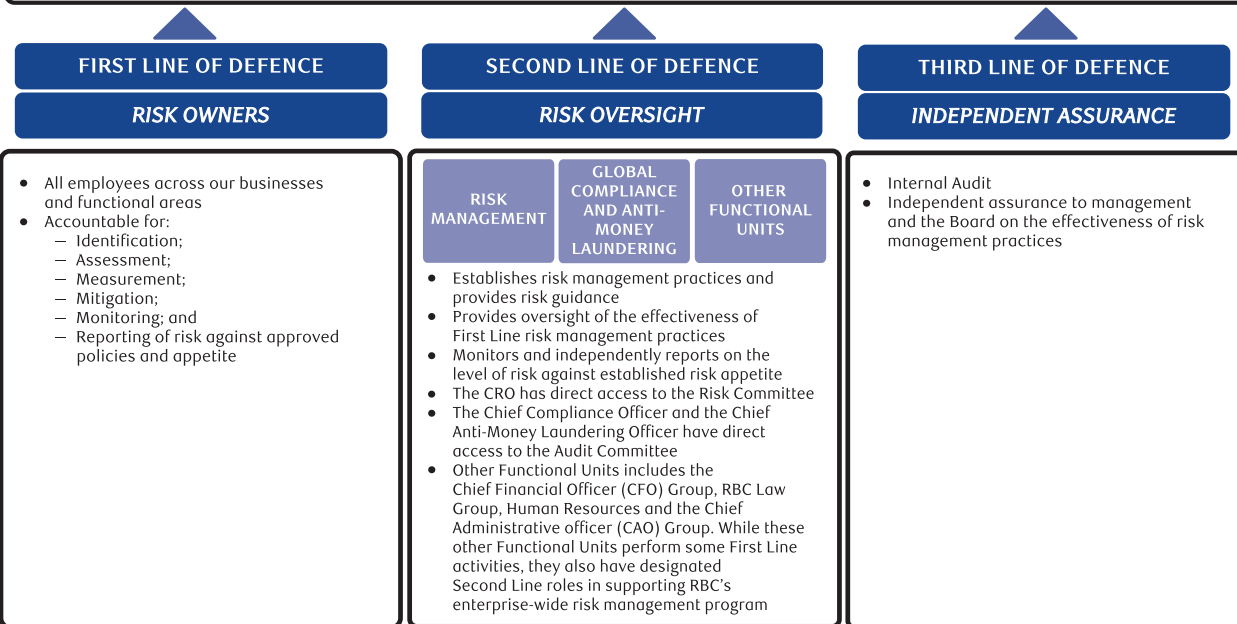 FIRST LINE OF DEFENCE
RISK OWNERS
● All employees across our businesses
and functional areas
● Accountable for:
– Identification;
– Assessment;
– Measurement;
– Mitigation;
– Monitoring; and
– Reporting of risk against approved
policies and appetite
SECOND LINE OF DEFENCE
RISK OVERSIGHT
RISK
MANAGEMENT
GLOBAL
COMPLIANCE
AND ANTI-
MONEY
LAUNDERING
OTHER
FUNCTIONAL
UNITS
● Establishes risk management practices and
provides risk guidance
● Provides oversight of the effectiveness of
First Line risk management practices
● Monitors and independently reports on the
level of risk against established risk appetite
● The CRO has direct access to the Risk Committee
● The Chief Compliance Officer and the Chief
Anti-Money Laundering Officer have direct
access to the Audit Committee
● Other Functional Units includes the
Chief Financial Officer (CFO) Group, RBC Law
Group, Human Resources and the Chief
Administrative officer (CAO) Group. While these
other Functional Units perform some First Line
activities, they also have designated
Second Line roles in supporting RBC’s
enterprise-wide risk management program
THIRD LINE OF DEFENCE
INDEPENDENT ASSURANCE
● Internal Audit
● Independent assurance to management
and the Board on the effectiveness of risk
management practices